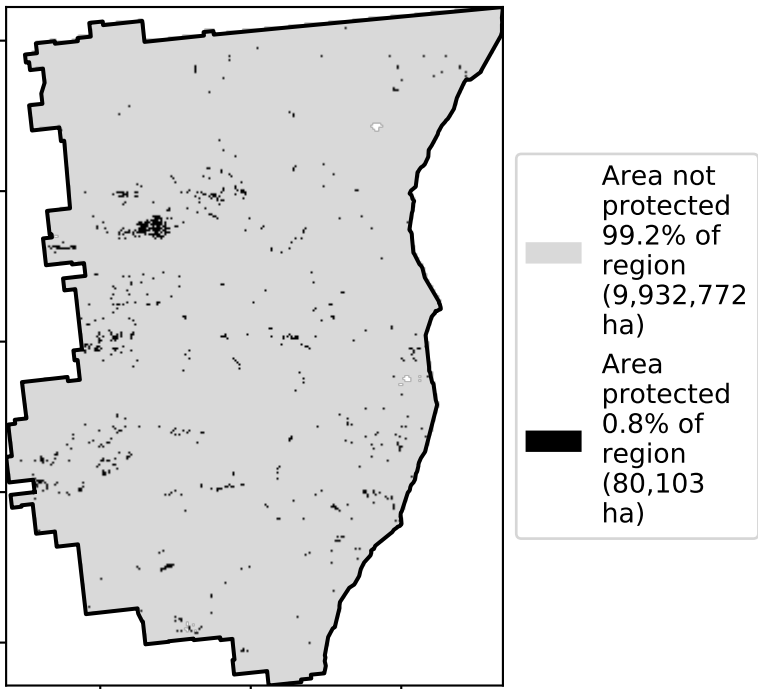 Area not
protected
99.2% of
region
(9,932,772
ha)
Area
protected
0.8% of
region
(80,103
ha)